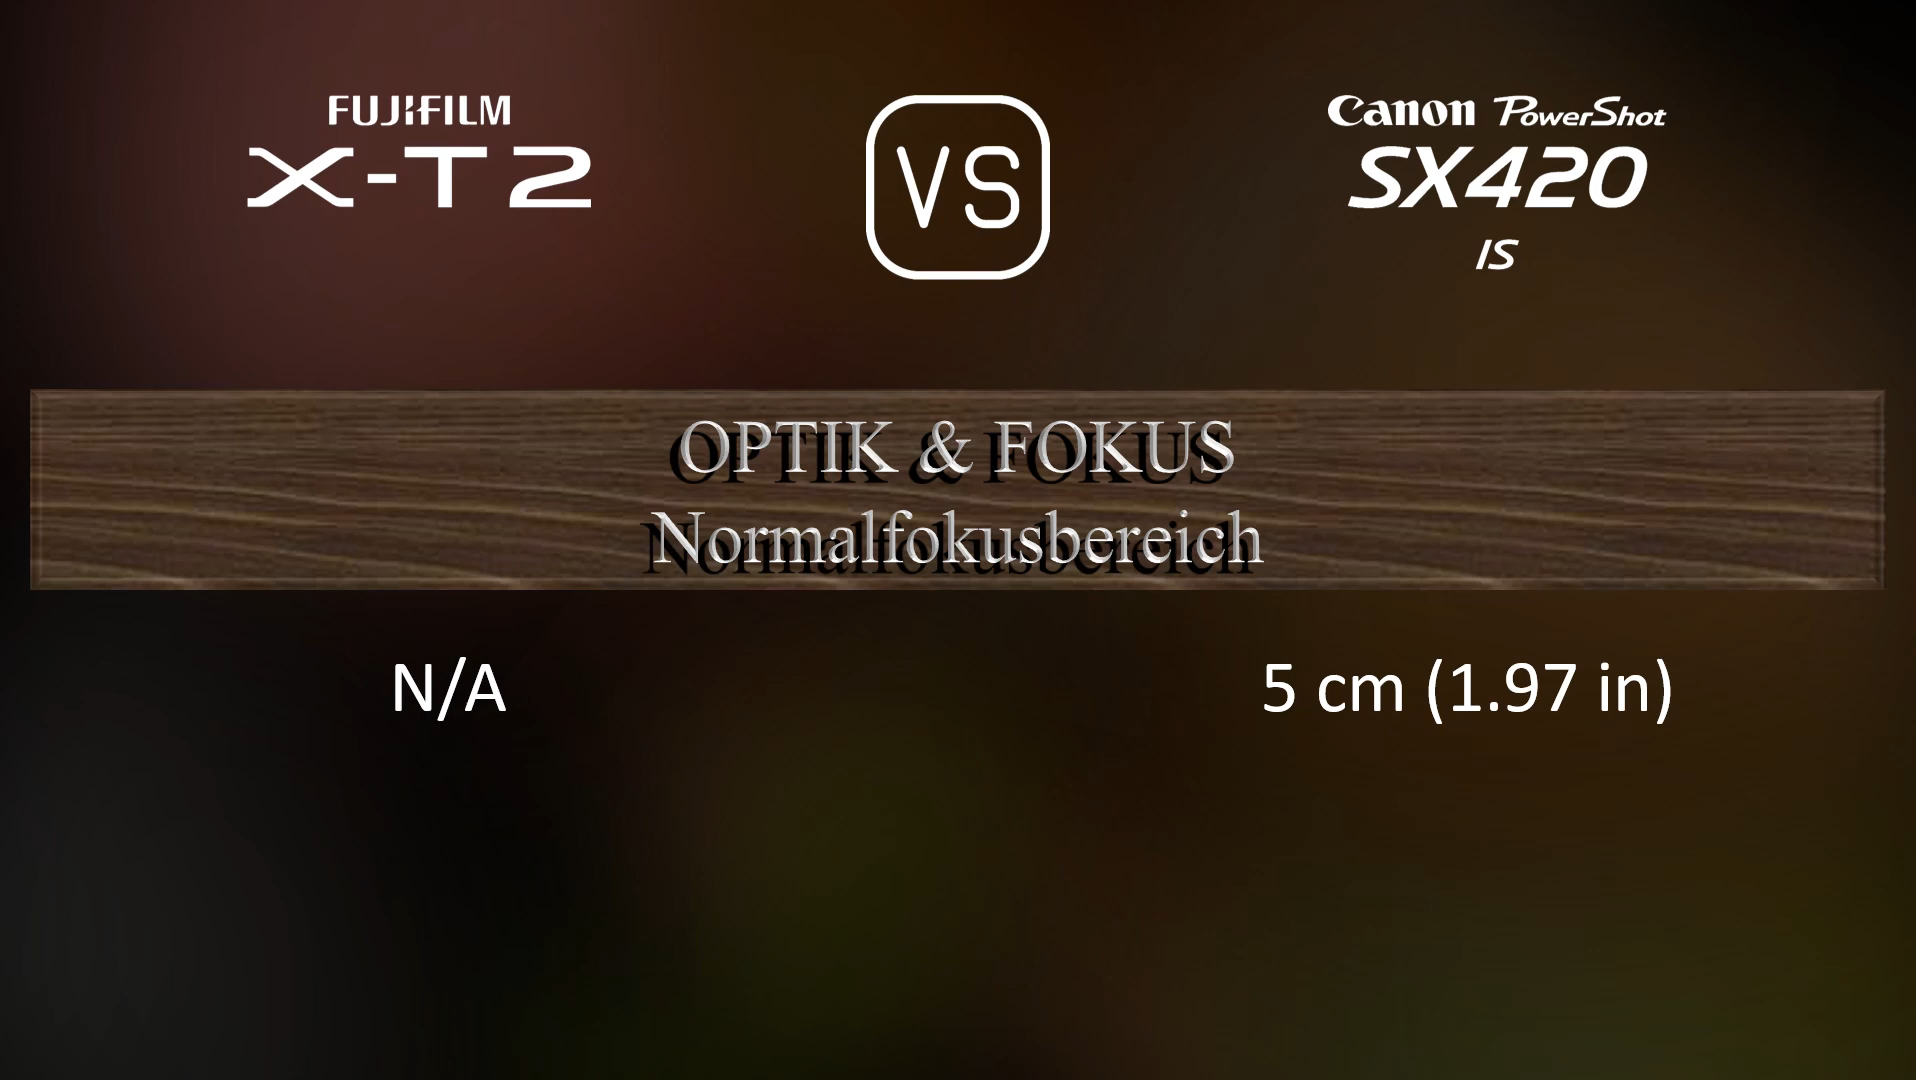 FUJIFILM
X-T2
VS
Canon PowerShot
SX420
IS
OPTIK & FOKUS
Normalfokusbereich
N/A
5 cm (1.97 in)